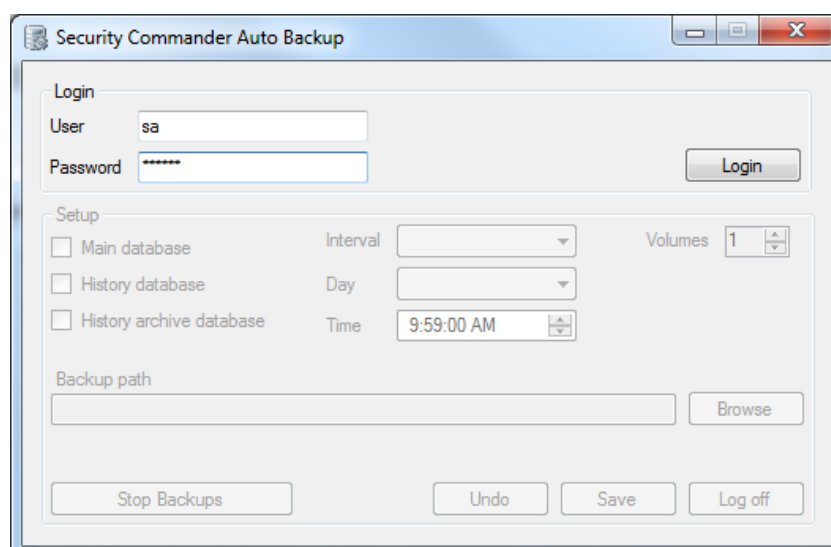 Security Commander Auto Backup
Login
User sa
Password ******
Login
Setup
Main database Interval Volumes 1
History database Day
History archive database Time 9:59:00 AM
Backup path
Browse
Stop Backups Undo Save Log off